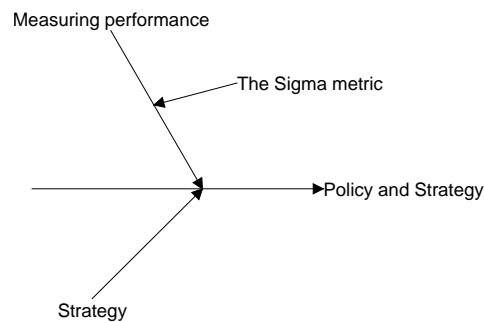 Measuring performance
The Sigma metric
Policy and Strategy
Strategy